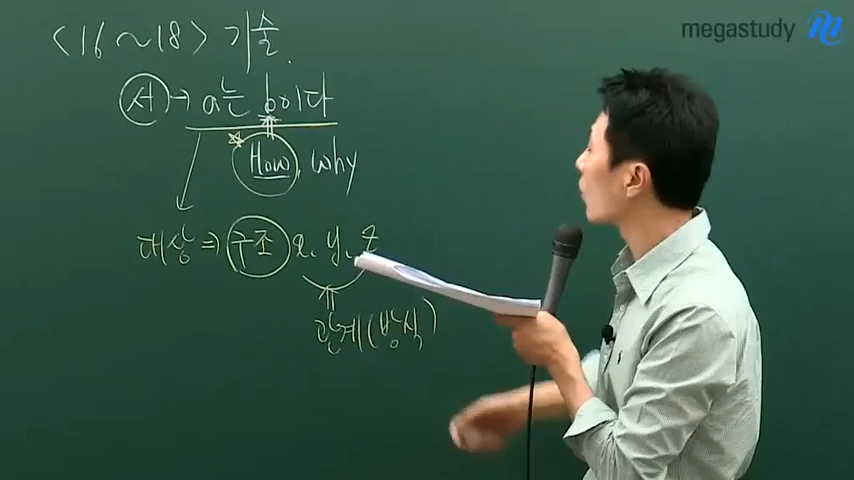 megastudy
<16~18> 기술.
서 → a는 b이다
How, why
대상 ⇒ 구조 x, y, z
관계(방식)